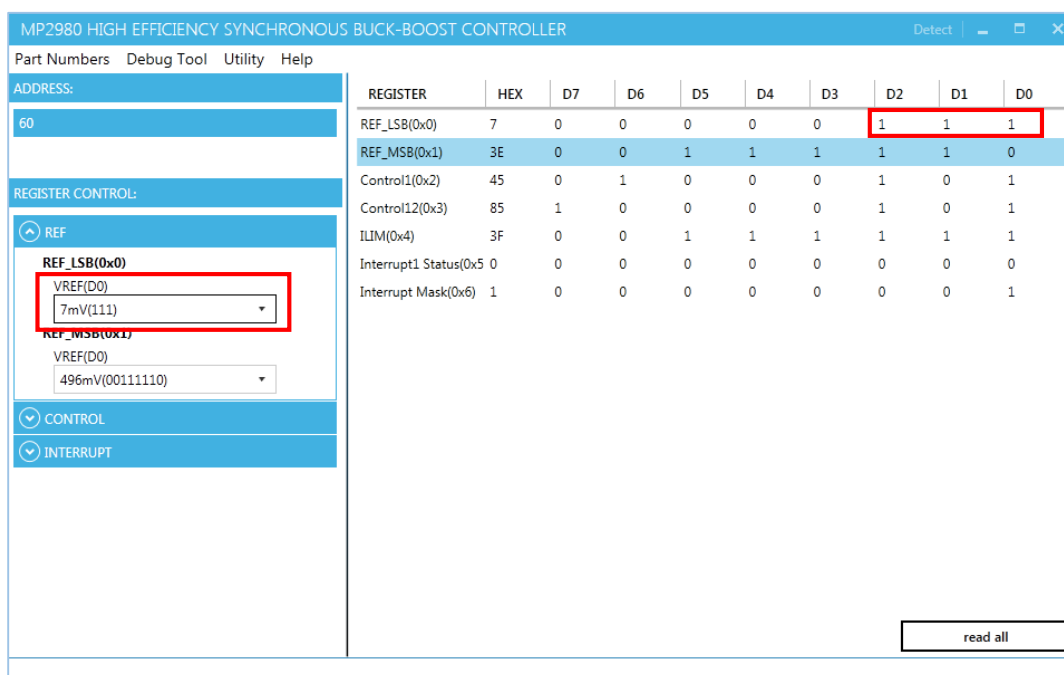 MP2980 HIGH EFFICIENCY SYNCHRONOUS BUCK-BOOST CONTROLLER Detect
Part Numbers Debug Tool Utility Help
ADDRESS:
60
REGISTER CONTROL:
REF
REF_LSB(0x0)
VREF(D0)
7mV(111)
REF_MSB(0x1)
VREF(D0)
496mV(00111110)
CONTROL
INTERRUPT
REGISTER HEX D7 D6 D5 D4 D3 D2 D1 D0
REF_LSB(0x0) 7 0 0 0 0 0 1 1 1
REF_MSB(0x1) 3E 0 0 1 1 1 1 1 0
Control1(0x2) 45 0 1 0 0 0 1 0 1
Control12(0x3) 85 1 0 0 0 0 1 0 1
ILIM(0x4) 3F 0 0 1 1 1 1 1 1
Interrupt1 Status(0x5 0 0 0 0 0 0 0 0 0
Interrupt Mask(0x6) 1 0 0 0 0 0 0 0 1
read all